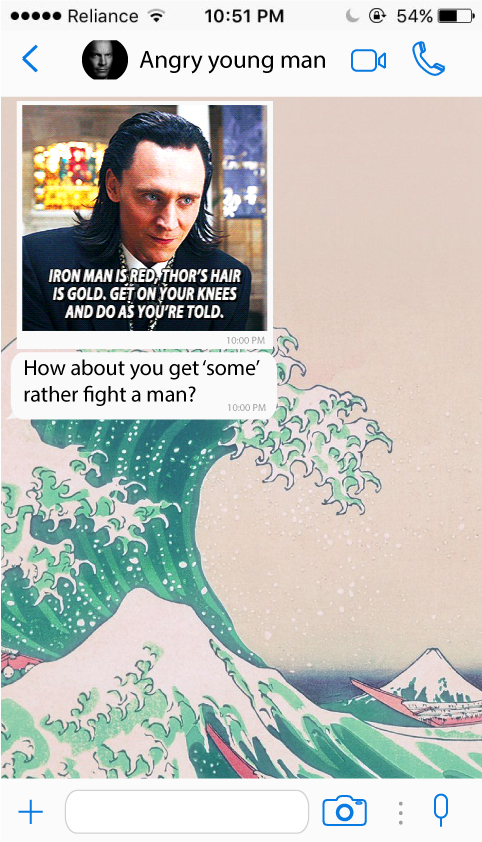 Reliance 10:51 PM 54%
Angry young man
IRON MAN IS RED, THOR'S HAIR
IS GOLD. GET ON YOUR KNEES
AND DO AS YOU'RE TOLD.
10:00 PM
How about you get ‘some’
rather fight a man?
10:00 PM